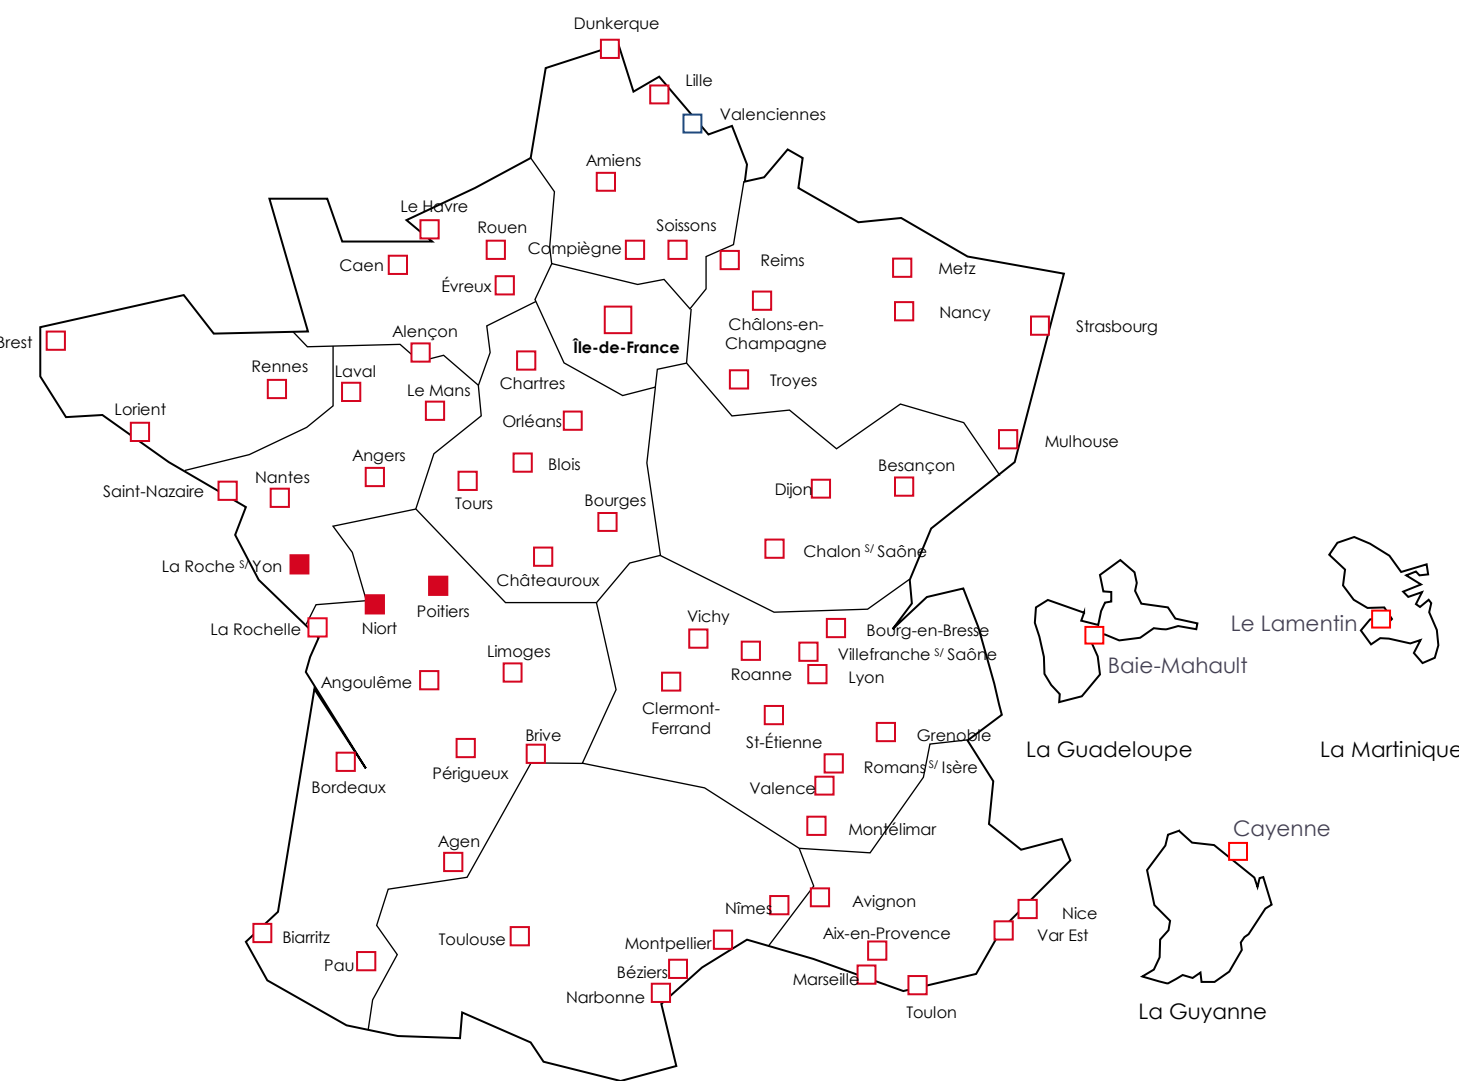 Dunkerque
Lille
Valenciennes
Amiens
Le Havre
Rouen
Soissons
Compiègne
Caen
Reims
Metz
Évreux
Nancy
Châlons-en-
Champagne
Strasbourg
Alençon
Brest
Île-de-France
Rennes
Laval
Chartres
Troyes
Le Mans
Lorient
Orléans
Mulhouse
Angers
Blois
Besançon
Nantes
Saint-Nazaire
Tours
Bourges
Dijon
Chalon s/ Saône
La Roche s/ Yon
Châteauroux
Poitiers
Vichy
La Rochelle
Niort
Bourg-en-Bresse
Le Lamentin
Limoges
Villefranche s/ Saône
Baie-Mahault
Roanne
Lyon
Angoulême
Clermont-
Ferrand
St-Étienne
Grenoble
Brive
La Guadeloupe
La Martinique
Périgueux
Romans s/ Isère
Bordeaux
Valence
Montélimar
Cayenne
Agen
Nîmes
Avignon
Nice
Biarritz
Toulouse
Montpellier
Aix-en-Provence
Var Est
Pau
Béziers
Marseille
Narbonne
Toulon
La Guyanne